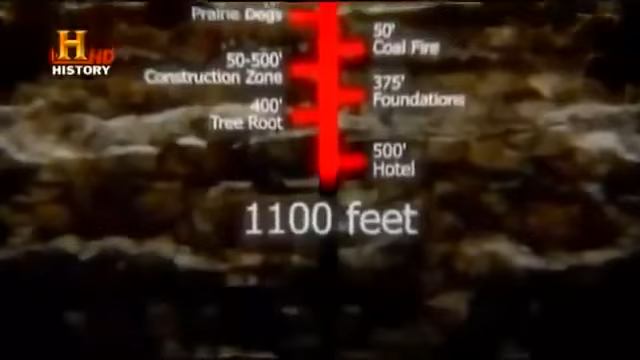 Prairie Dogs
50'
Coal Fire
50-500'
Construction Zone
375'
Foundations
400'
Tree Root
500'
Hotel
1100 feet
H HD
HISTORY